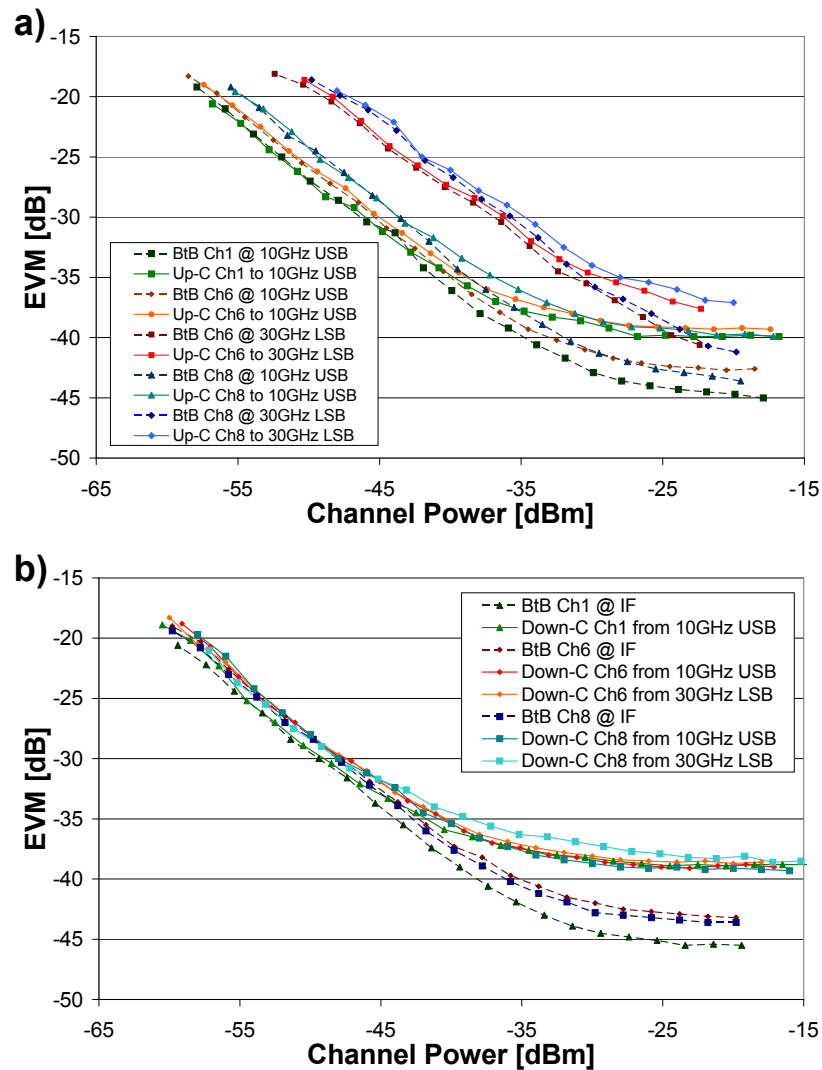 a)
-15
-20
-25
-30
-35
-40
-45
-50
EVM [dB]
BtB Ch1 @ 10GHz USB
Up-C Ch1 to 10GHz USB
BtB Ch6 @ 10GHz USB
Up-C Ch6 to 10GHz USB
BtB Ch6 @ 30GHz LSB
Up-C Ch6 to 30GHz LSB
BtB Ch8 @ 10GHz USB
Up-C Ch8 to 10GHz USB
BtB Ch8 @ 30GHz LSB
Up-C Ch8 to 30GHz LSB
-65 -55 -45 -35 -25 -15
Channel Power [dBm]
b)
-15
-20
-25
-30
-35
-40
-45
-50
EVM [dB]
BtB Ch1 @ IF
Down-C Ch1 from 10GHz USB
BtB Ch6 @ IF
Down-C Ch6 from 10GHz USB
Down-C Ch6 from 30GHz LSB
BtB Ch8 @ IF
Down-C Ch8 from 10GHz USB
Down-C Ch8 from 30GHz LSB
-65 -55 -45 -35 -25 -15
Channel Power [dBm]